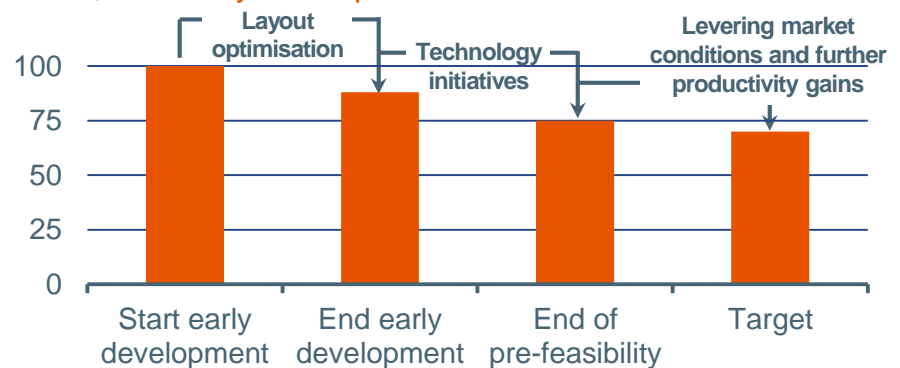 Layout
optimisation
Technology
initiatives
Levering market
conditions and further
productivity gains
100
75
50
25
0
Start early
development
End early
development
End of
pre-feasibility
Target